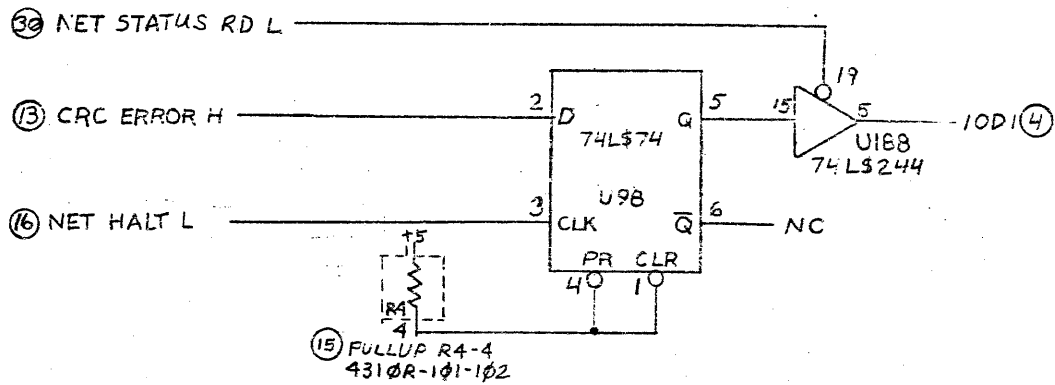 30 NET STATUS RD L
19
13 CRC ERROR H
2 D
74LS74
Q 5
15
5
IOD1 4
U188
74LS244
U98
16 NET HALT L
3 CLK
Q 6
NC
+5
PR CLR
4 1
R4
4
15 PULLUP R4-4
4310R-101-102